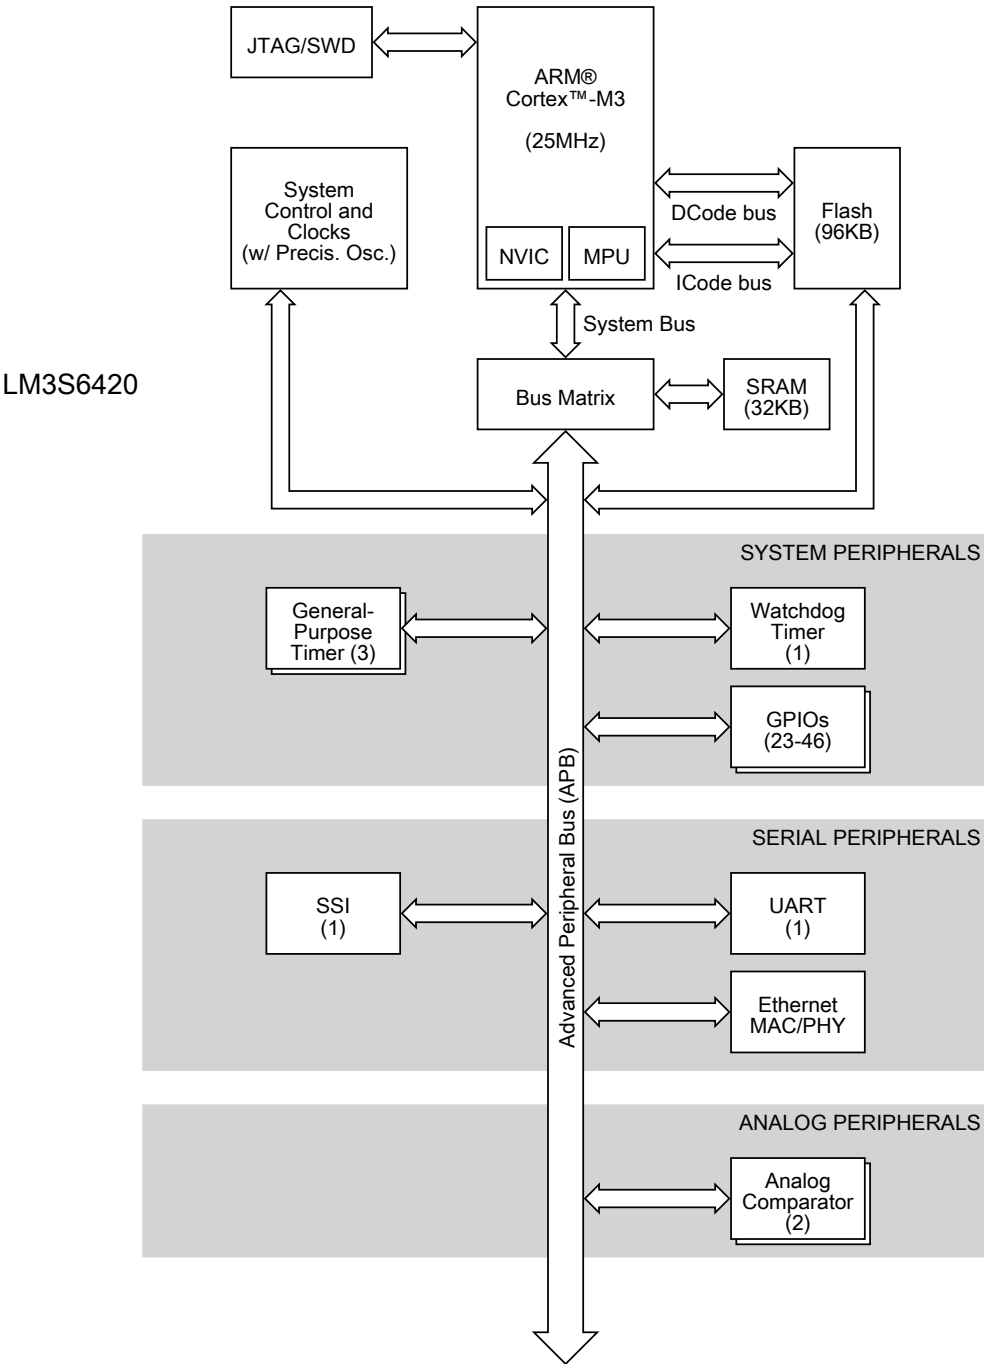 JTAG/SWD
ARM®
Cortex™-M3
(25MHz)
NVIC
MPU
System
Control and
Clocks
(w/ Precis. Osc.)
DCode bus
ICode bus
Flash
(96KB)
System Bus
LM3S6420
Bus Matrix
SRAM
(32KB)
SYSTEM PERIPHERALS
General-
Purpose
Timer (3)
Watchdog
Timer
(1)
GPIOs
(23-46)
Advanced Peripheral Bus (APB)
SERIAL PERIPHERALS
SSI
(1)
UART
(1)
Ethernet
MAC/PHY
ANALOG PERIPHERALS
Analog
Comparator
(2)